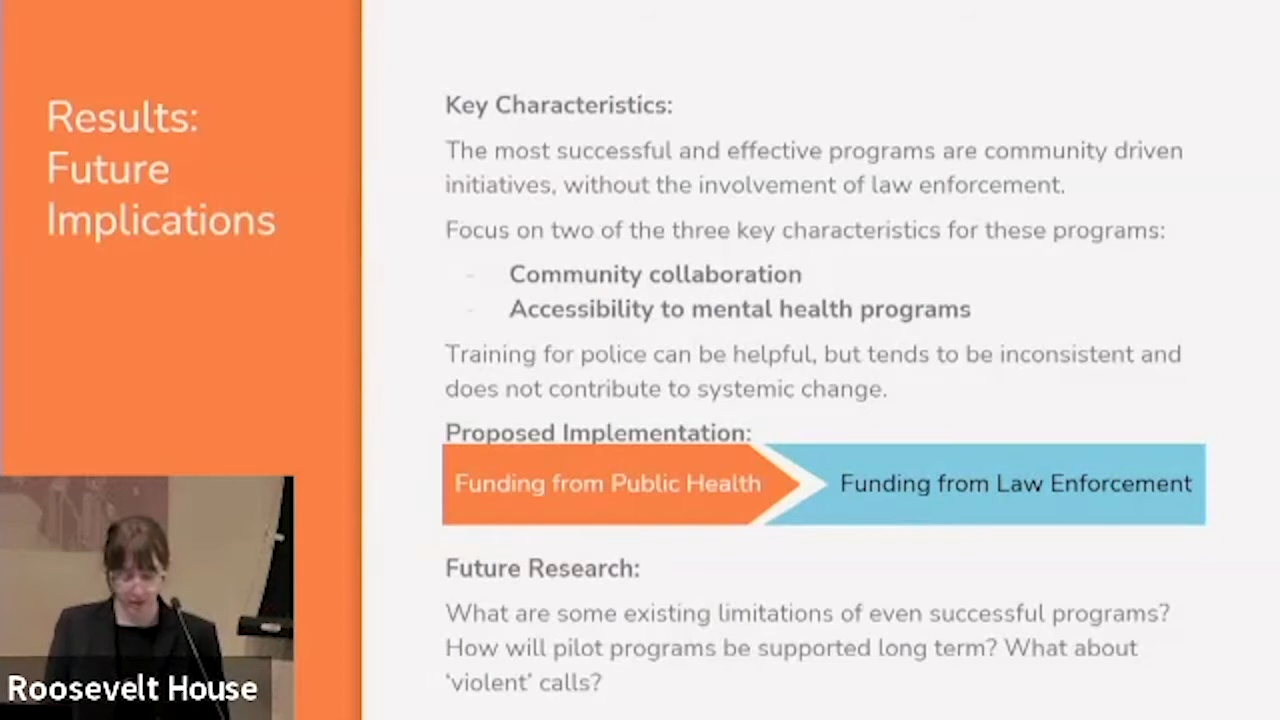 Results:
Future
Implications
Key Characteristics:
The most successful and effective programs are community driven
initiatives, without the involvement of law enforcement.
Focus on two of the three key characteristics for these programs:
- Community collaboration
- Accessibility to mental health programs
Training for police can be helpful, but tends to be inconsistent and
does not contribute to systemic change.
Proposed Implementation:
Funding from Public Health
Funding from Law Enforcement
Future Research:
What are some existing limitations of even successful programs?
How will pilot programs be supported long term? What about
‘violent’ calls?
Roosevelt House